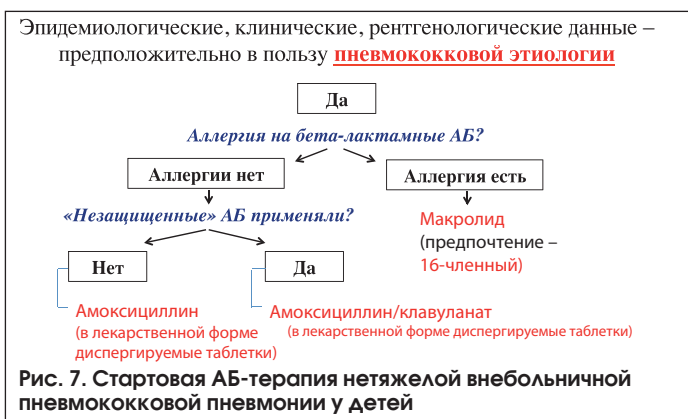 Эпидемиологические, клинические, рентгенологические данные –
предположительно в пользу пневмококковой этиологии
Да
Аллергия на бета-лактамные АБ?
Аллергии нет
Аллергия есть
«Незащищенные» АБ применяли?
Макролид
(предпочтение –
16-членный)
Нет
Да
Амоксициллин
(в лекарственной форме
диспергируемые таблетки)
Амоксициллин/клавуланат
(в лекарственной форме диспергируемые таблетки)
Рис. 7. Стартовая АБ-терапия нетяжелой внебольничной
пневмококковой пневмонии у детей